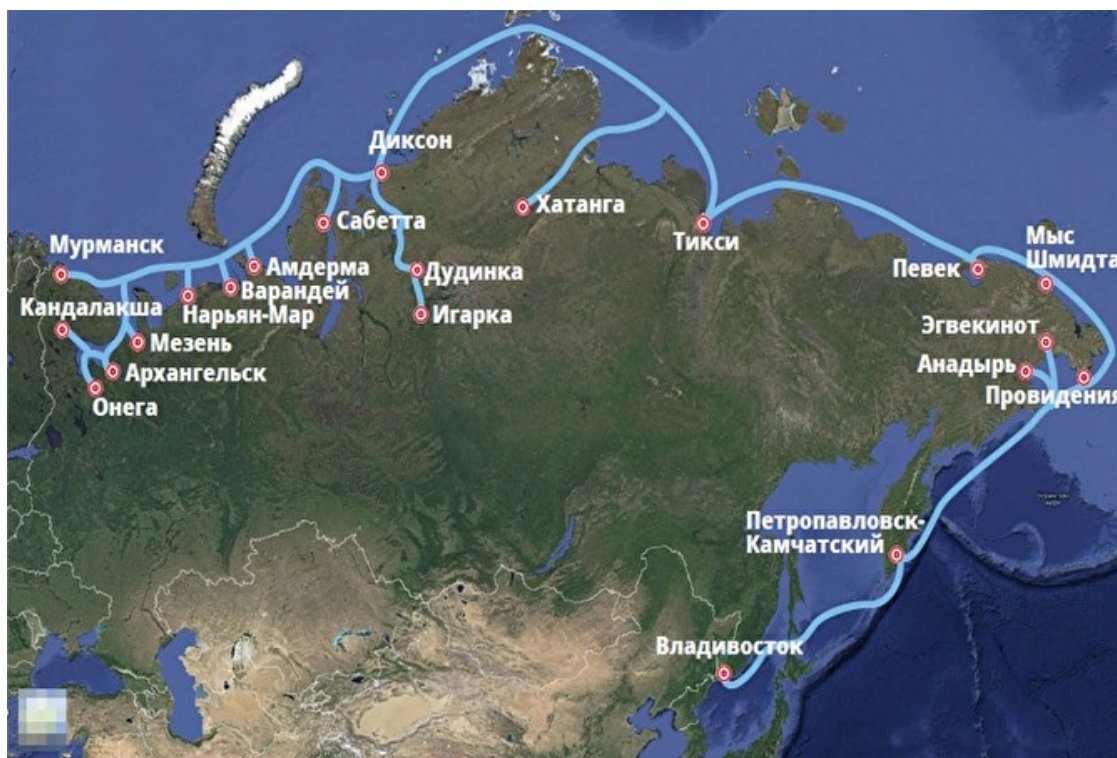 Диксон
Хатанга
Сабетта
Тикси
Мыс
Шмидта
Мурманск
Амдерма
Дудинка
Певек
Варандей
Кандалакша
Нарьян-Мар
Игарка
Эгвекинот
Мезень
Анадырь
Архангельск
Провидения
Онега
Петропавловск-
Камчатский
Владивосток